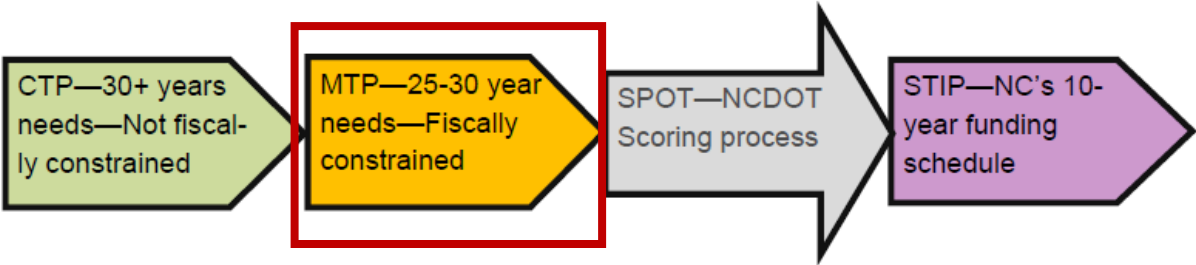 CTP—30+ years
needs—Not fiscal-
ly constrained
MTP—25-30 year
needs—Fiscally
constrained
SPOT—NCDOT
Scoring process
STIP—NC’s 10-
year funding
schedule